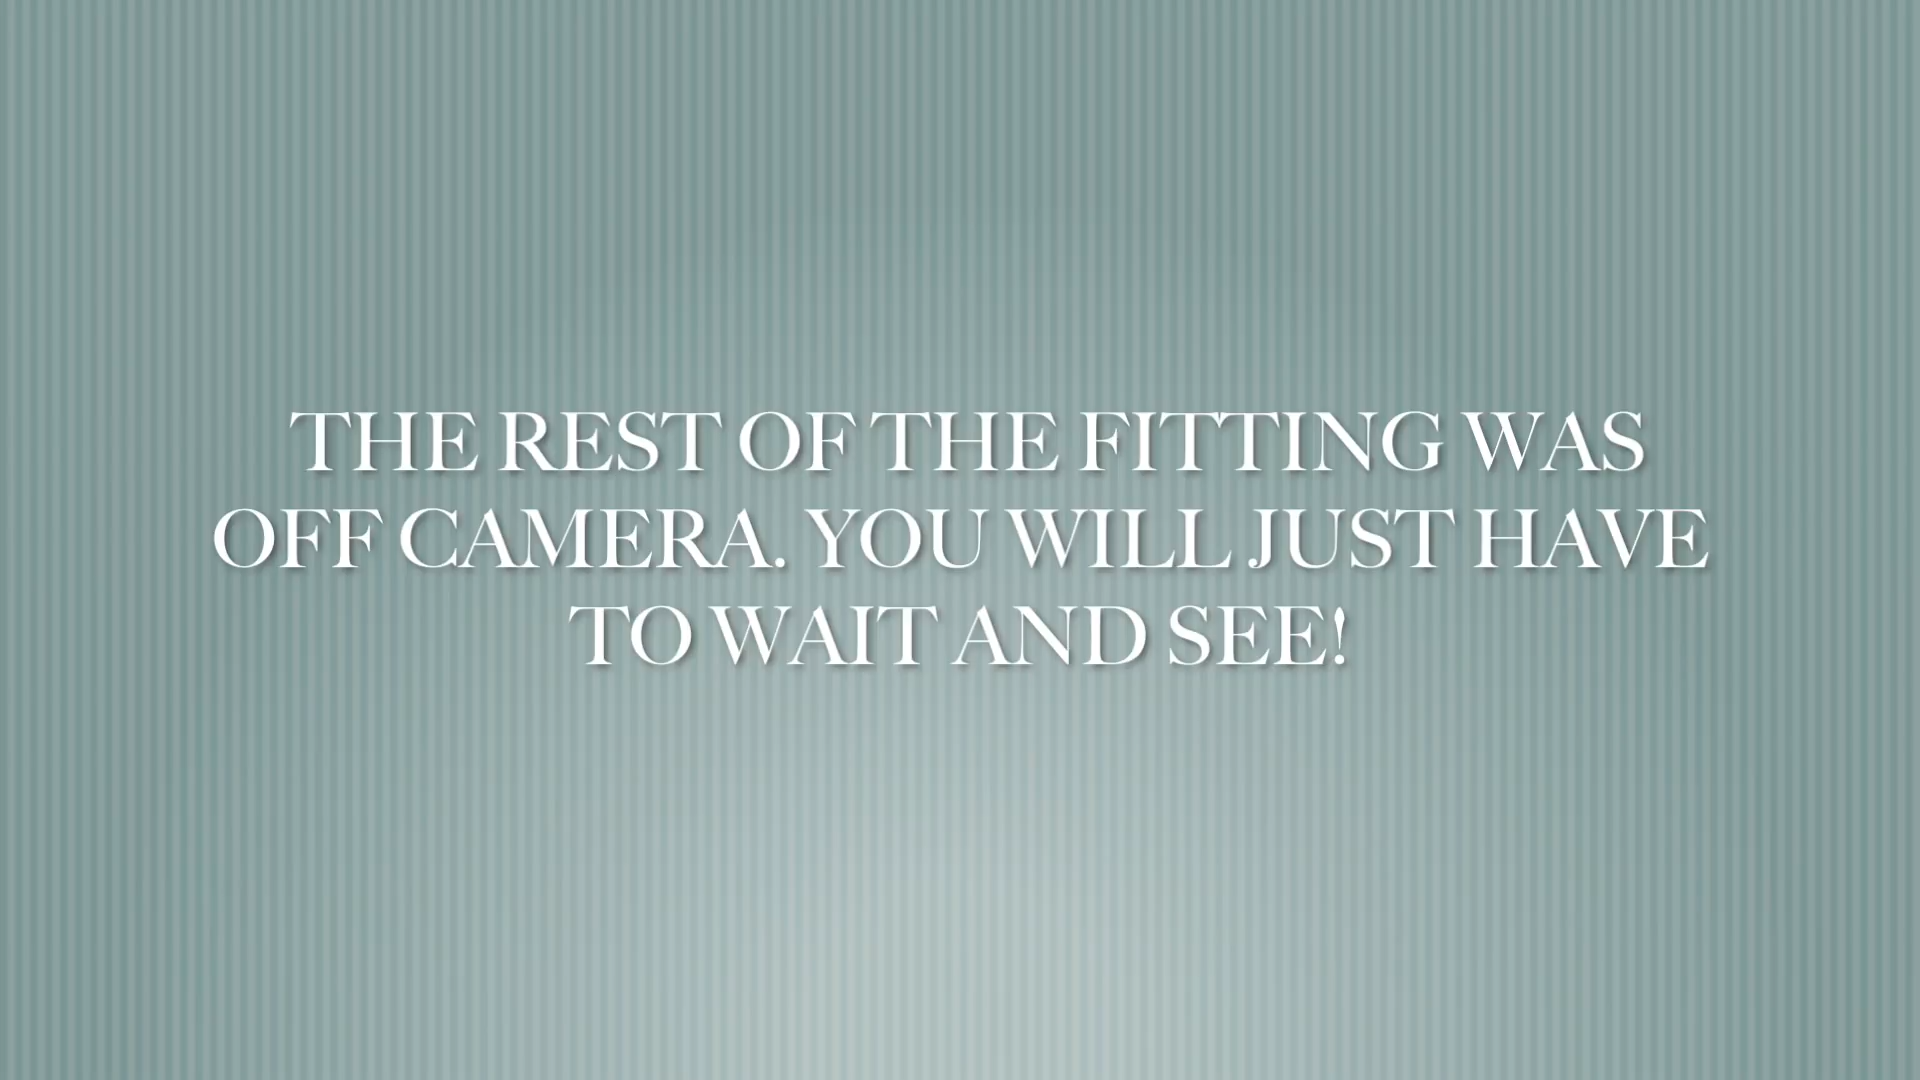 THE REST OF THE FITTING WAS
OFF CAMERA. YOU WILL JUST HAVE
TO WAIT AND SEE!